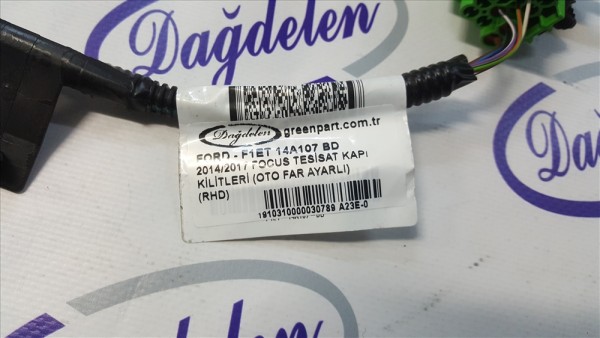 Dağdelen
Dağdelen greenpart.com.tr
FORD - F1ET 14A107 BD
2014/2017 FOCUS TESİSAT KAPI
KİLİTLERİ (OTO FAR AYARLI)
(RHD)
1910310000030789 A23E-0
Dağdelen
Dağdelen